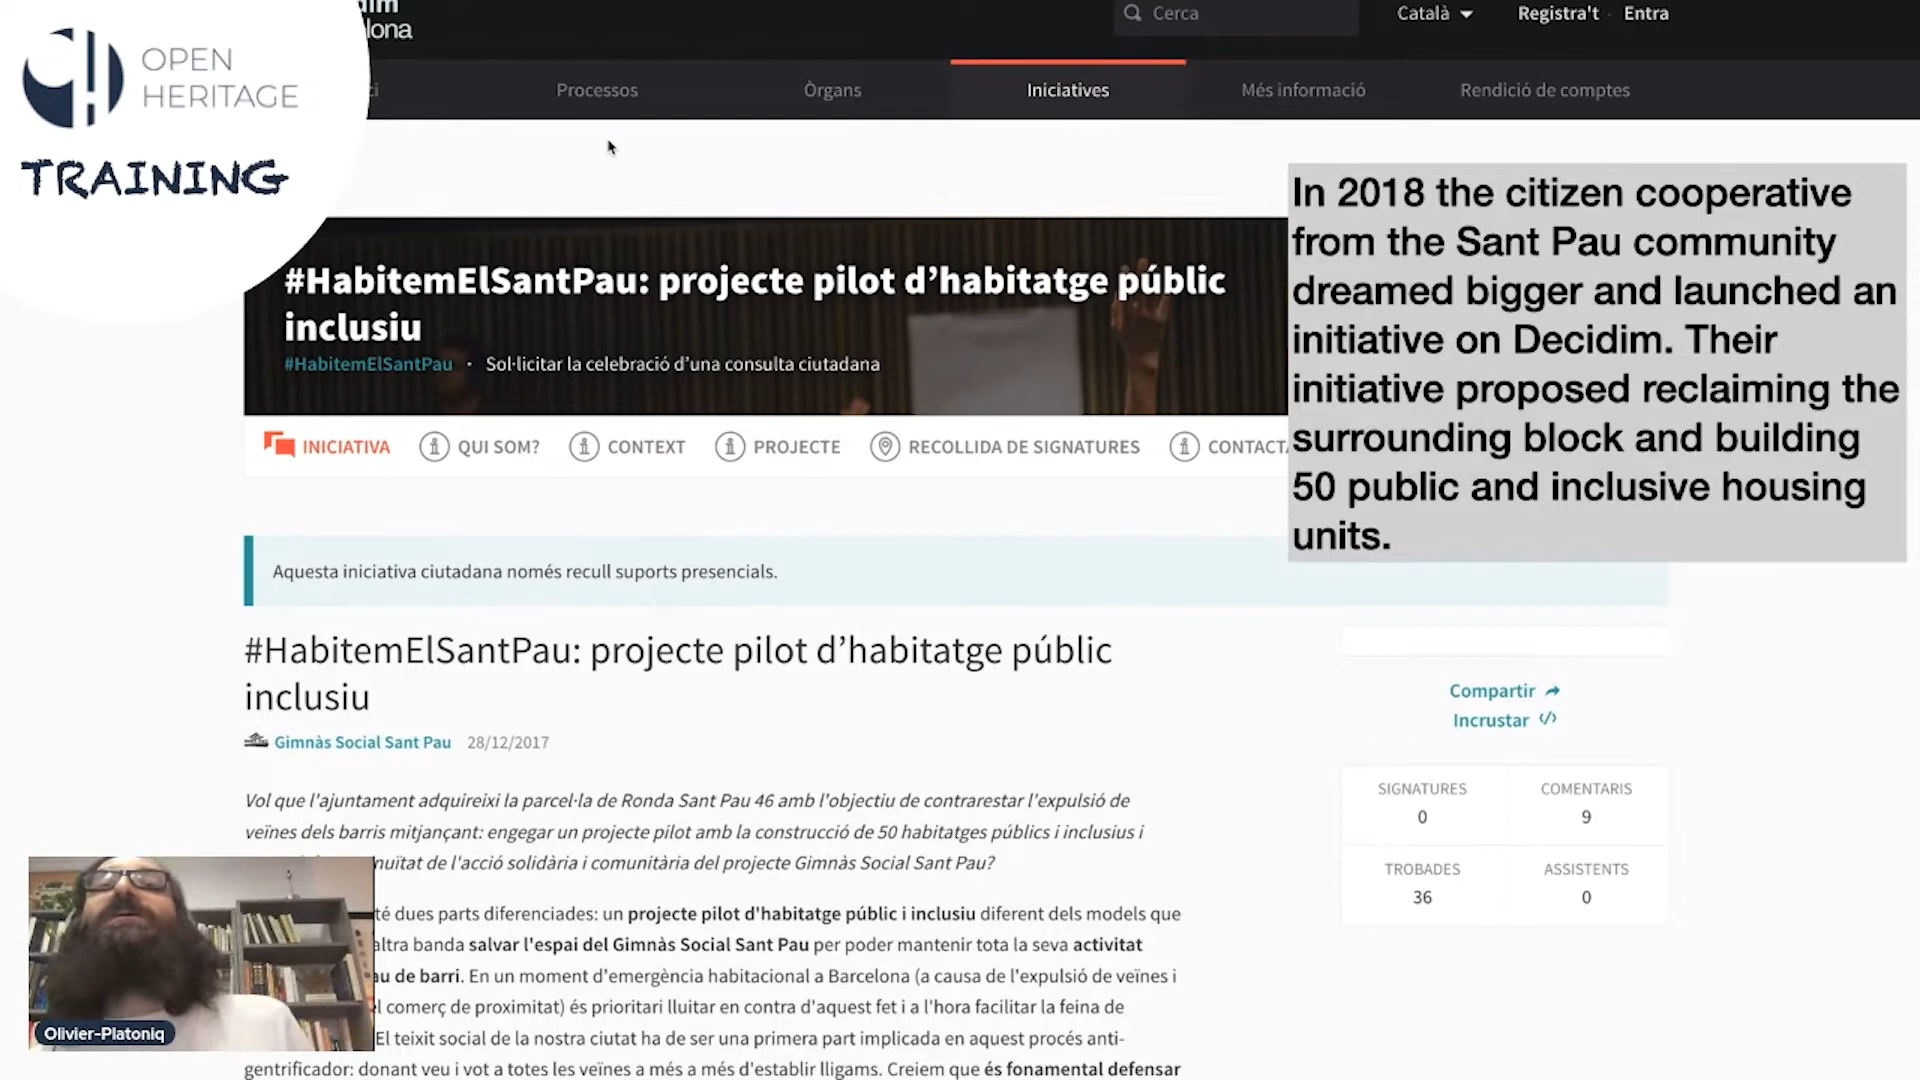 OPEN
HERITAGE
TRAINING
Cerca
Català
Registra't
Entra
Processos
Òrgans
Iniciatives
Més informació
Rendició de comptes
#HabitemElSantPau: projecte pilot d’habitatge públic
inclusiu
#HabitemElSantPau · Sol·licitar la celebració d’una consulta ciutadana
INICIATIVA
QUI SOM?
CONTEXT
PROJECTE
RECOLLIDA DE SIGNATURES
In 2018 the citizen cooperative
from the Sant Pau community
dreamed bigger and launched an
initiative on Decidim. Their
initiative proposed reclaiming the
surrounding block and building
50 public and inclusive housing
units.
Aquesta iniciativa ciutadana només recull suports presencials.
#HabitemElSantPau: projecte pilot d’habitatge públic
inclusiu
Gimnàs Social Sant Pau 28/12/2017
Vol que l'ajuntament adquireixi la parcel·la de Ronda Sant Pau 46 amb l'objectiu de contrarestar l'expulsió de
veïnes dels barris mitjançant: engegar un projecte pilot amb la construcció de 50 habitatges públics i inclusius i
de l'acció solidària i comunitària del projecte Gimnàs Social Sant Pau?
té dues parts diferenciades: un projecte pilot d'habitatge públic i inclusiu diferent dels models que
altra banda salvar l'espai del Gimnàs Social Sant Pau per poder mantenir tota la seva activitat
de barri. En un moment d'emergència habitacional a Barcelona (a causa de l'expulsió de veïnes i
l comerç de proximitat) és prioritari lluitar en contra d'aquest fet i a l'hora facilitar la feina de
El teixit social de la nostra ciutat ha de ser una primera part implicada en aquest procés anti-
gentrificador: donant veu i vot a totes les veïnes a més a més d'establir lligams. Creiem que és fonamental defensar
Compartir
Incrustar
SIGNATURES
0
COMENTARIS
9
TROBADES
36
ASSISTENTS
0
Olivier-Platoniq